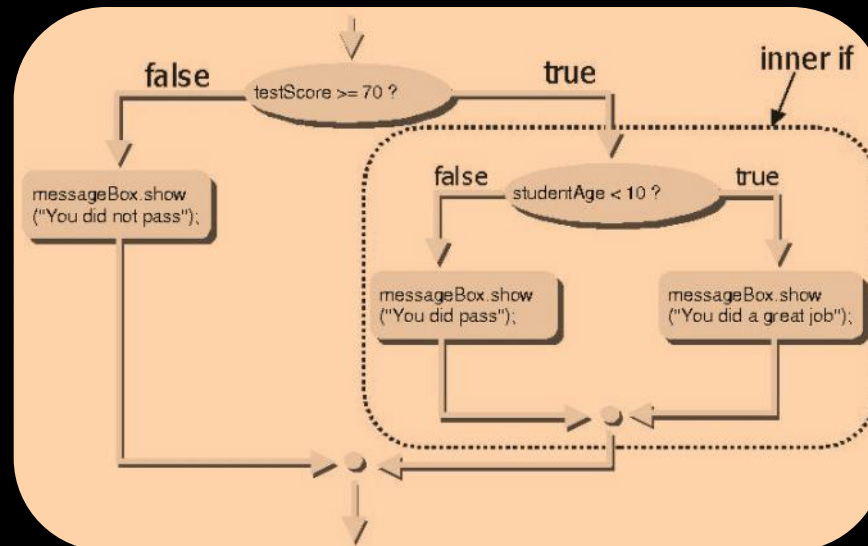 false
testScore >= 70 ?
true
inner if
messageBox.show
("You did not pass");
false
studentAge < 10 ?
true
messageBox.show
("You did pass");
messageBox.show
("You did a great job");